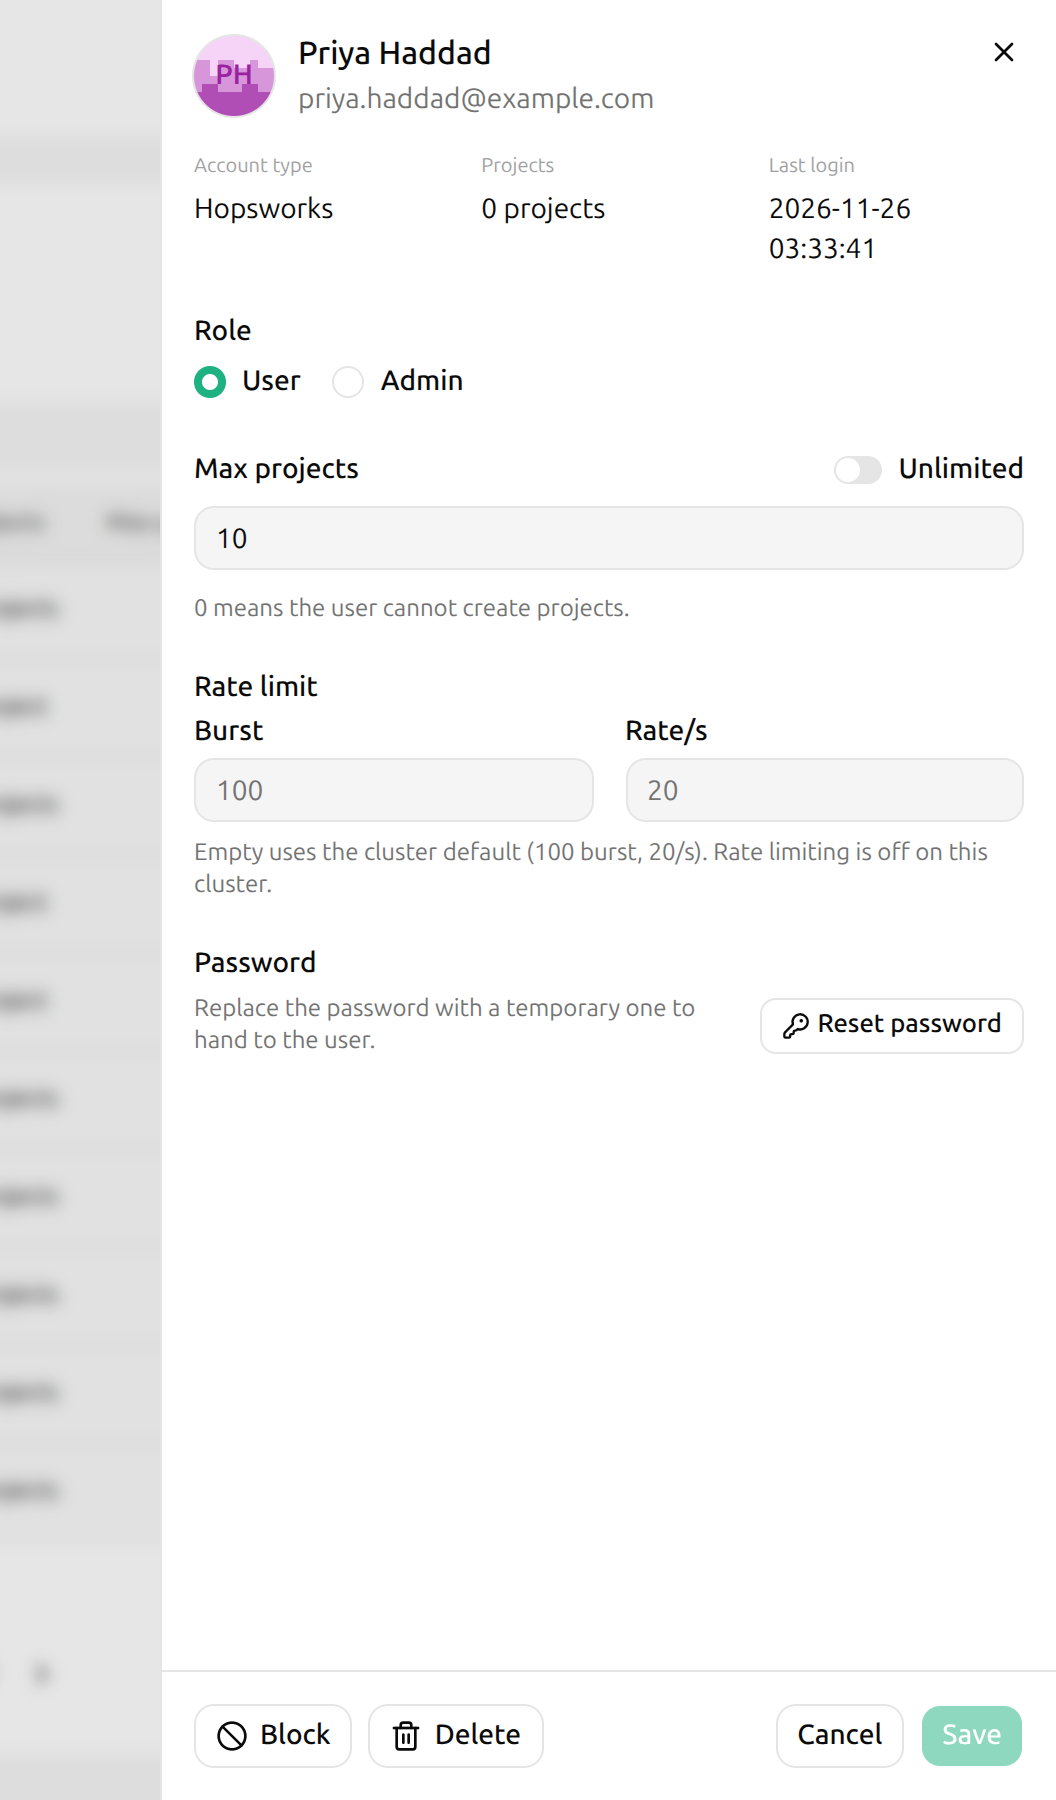 PH
Priya Haddad
priya.haddad@example.com
Account type
Projects
Last login
Hopsworks
0 projects
2026-11-26
03:33:41
Role
User
Admin
Max projects
Unlimited
10
0 means the user cannot create projects.
Rate limit
Burst
Rate/s
100
20
Empty uses the cluster default (100 burst, 20/s). Rate limiting is off on this
cluster.
Password
Replace the password with a temporary one to
hand to the user.
Reset password
Block
Delete
Cancel
Save